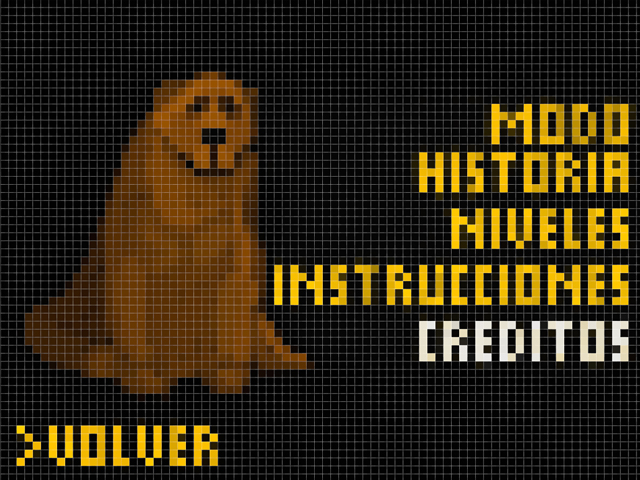 MODO
HISTORIA
NIVELES
INSTRUCCIONES
CREDITOS
>VOLVER